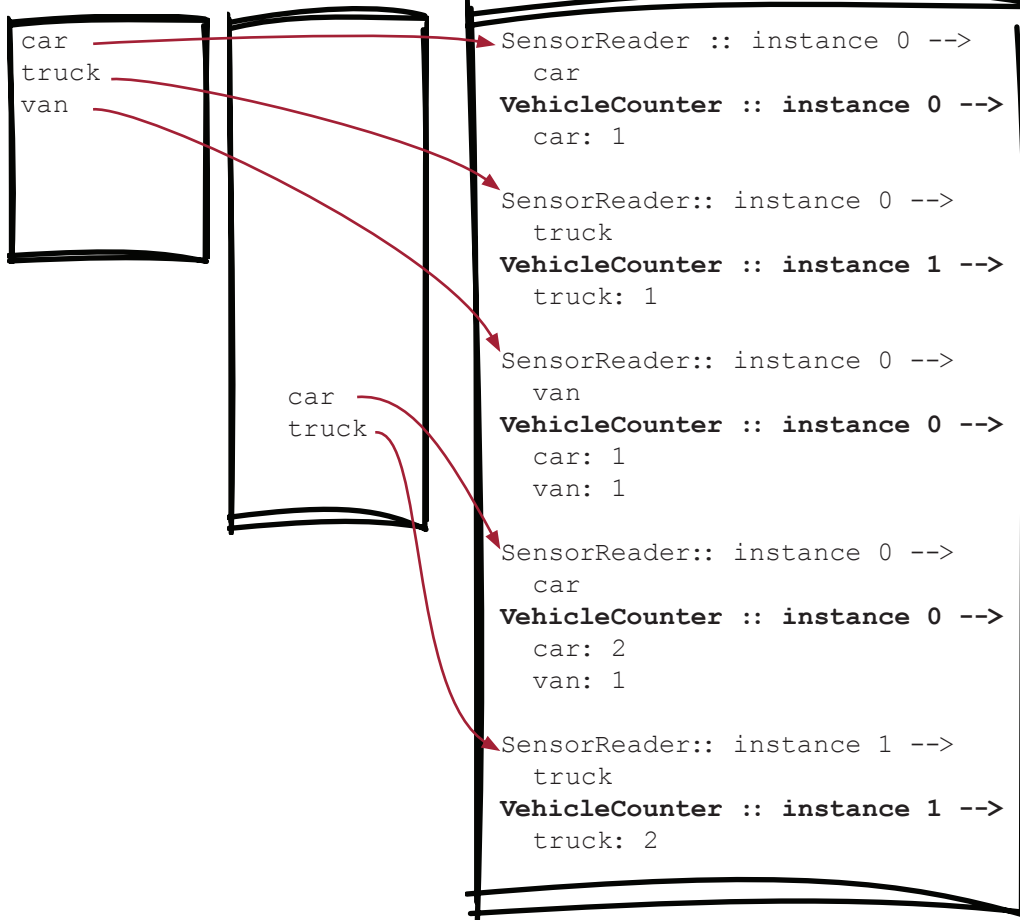 car
truck
van
car
truck
SensorReader :: instance 0 -->
car
VehicleCounter :: instance 0 -->
car: 1
SensorReader:: instance 0 -->
truck
VehicleCounter :: instance 1 -->
truck: 1
SensorReader:: instance 0 -->
van
VehicleCounter :: instance 0 -->
car: 1
van: 1
SensorReader:: instance 0 -->
car
VehicleCounter :: instance 0 -->
car: 2
van: 1
SensorReader:: instance 1 -->
truck
VehicleCounter :: instance 1 -->
truck: 2